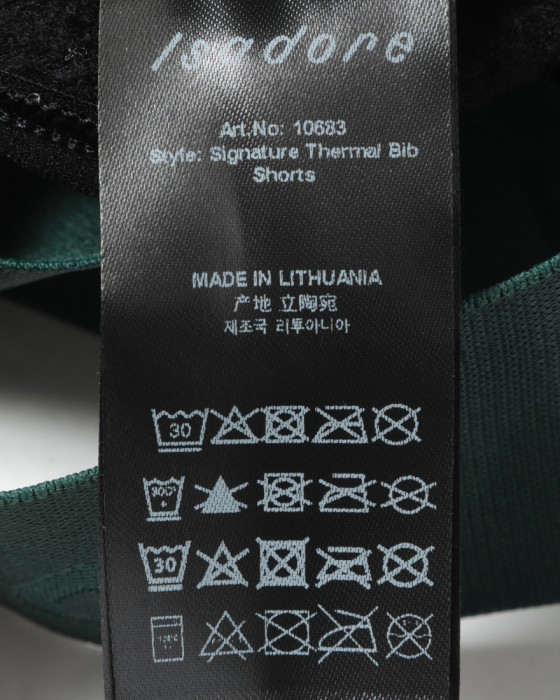 Isadore
Art.No: 10683
Style: Signature Thermal Bib
Shorts
MADE IN LITHUANIA
产地 立陶宛
제조국 리투아니아
30
30